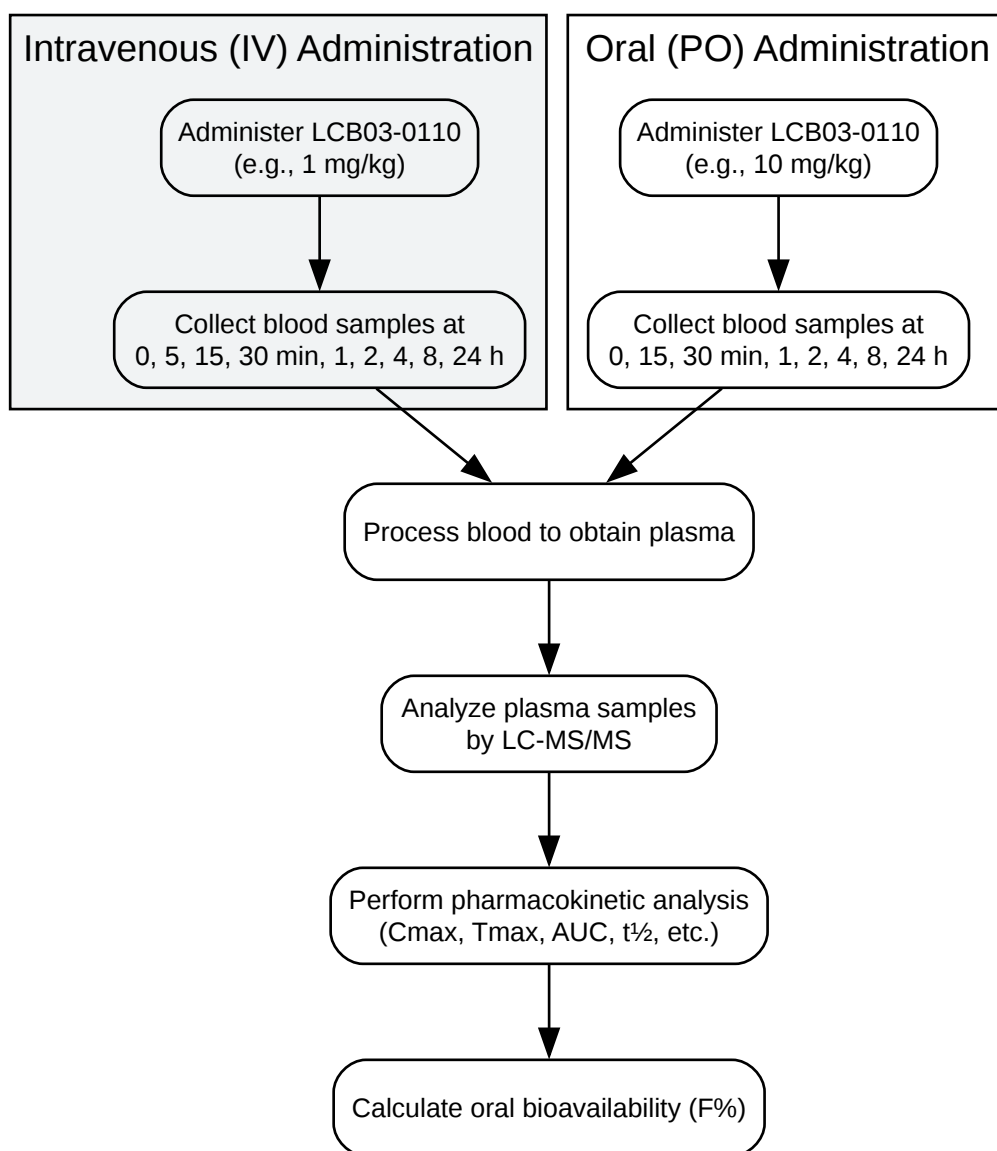 Intravenous (IV) Administration
Administer LCB03-0110
(e.g., 1 mg/kg)
Collect blood samples at
0, 5, 15, 30 min, 1, 2, 4, 8, 24 h
Oral (PO) Administration
Administer LCB03-0110
(e.g., 10 mg/kg)
Collect blood samples at
0, 15, 30 min, 1, 2, 4, 8, 24 h
Process blood to obtain plasma
Analyze plasma samples
by LC-MS/MS
Perform pharmacokinetic analysis
(Cmax, Tmax, AUC, t½, etc.)
Calculate oral bioavailability (F%)